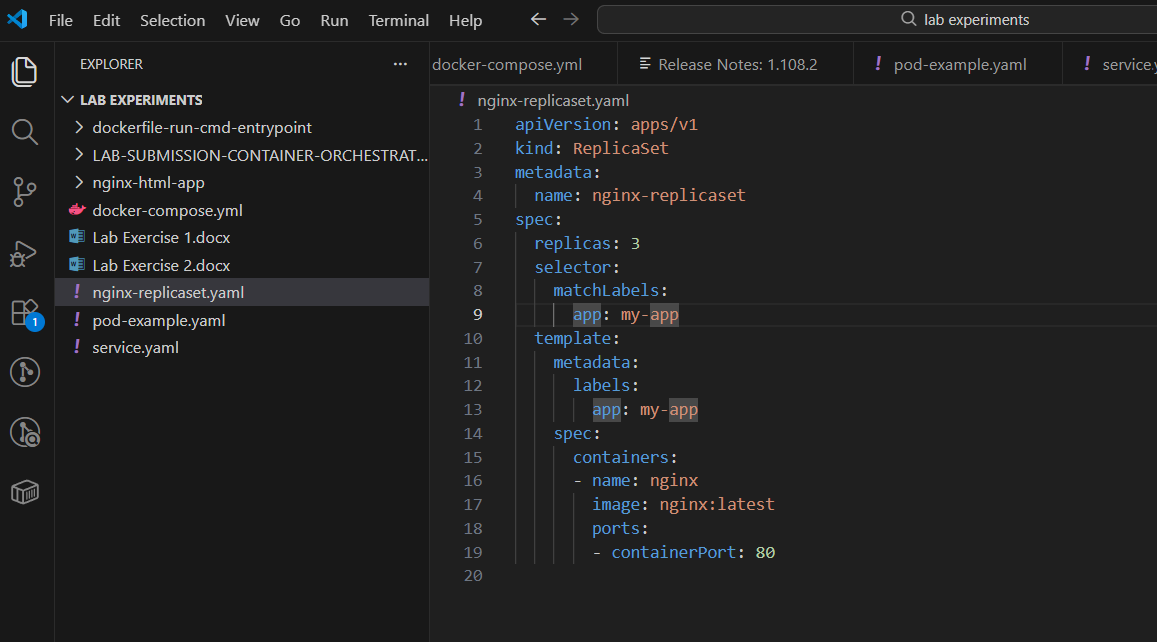 File Edit Selection View Go Run Terminal Help
lab experiments
EXPLORER
LAB EXPERIMENTS
dockerfile-run-cmd-entrypoint
LAB-SUBMISSION-CONTAINER-ORCHESTRAT...
nginx-html-app
docker-compose.yml
Lab Exercise 1.docx
Lab Exercise 2.docx
nginx-replicaset.yaml
pod-example.yaml
service.yaml
1
docker-compose.yml
Release Notes: 1.108.2
! pod-example.yaml
! service.y
! nginx-replicaset.yaml
1 apiVersion: apps/v1
2 kind: ReplicaSet
3 metadata:
4 name: nginx-replicaset
5 spec:
6 replicas: 3
7 selector:
8 matchLabels:
9 app: my-app
10 template:
11 metadata:
12 labels:
13 app: my-app
14 spec:
15 containers:
16 - name: nginx
17 image: nginx:latest
18 ports:
19 - containerPort: 80
20